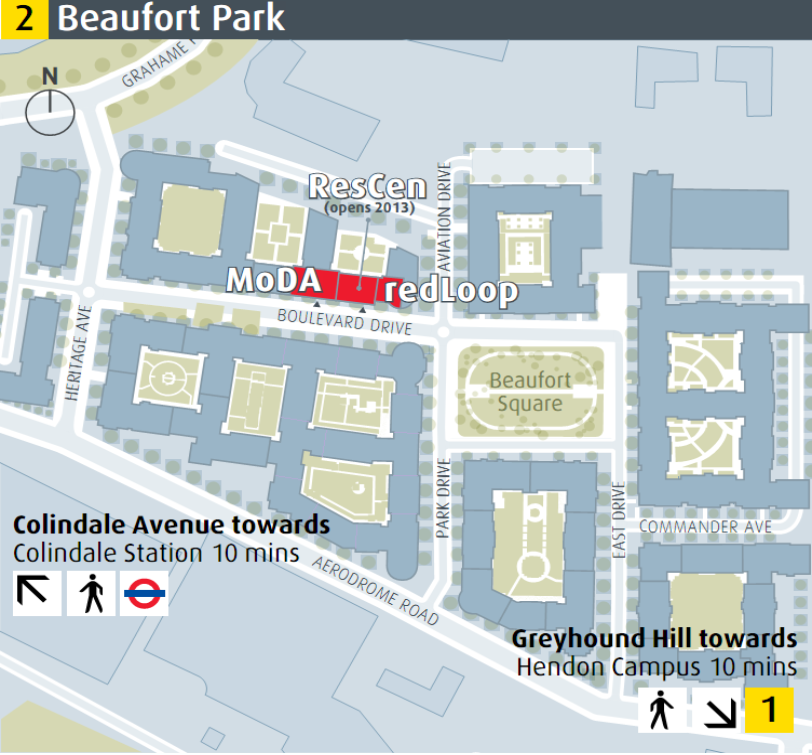 2 Beaufort Park
GRAHAME
N
ResCen
(opens 2013)
AVIATION DRIVE
MoDA
redLoop
BOULEVARD DRIVE
HERITAGE AVE
Beaufort
Square
PARK DRIVE
EAST DRIVE
COMMANDER AVE
Colindale Avenue towards
Colindale Station 10 mins
AERODROME ROAD
Greyhound Hill towards
Hendon Campus 10 mins
1